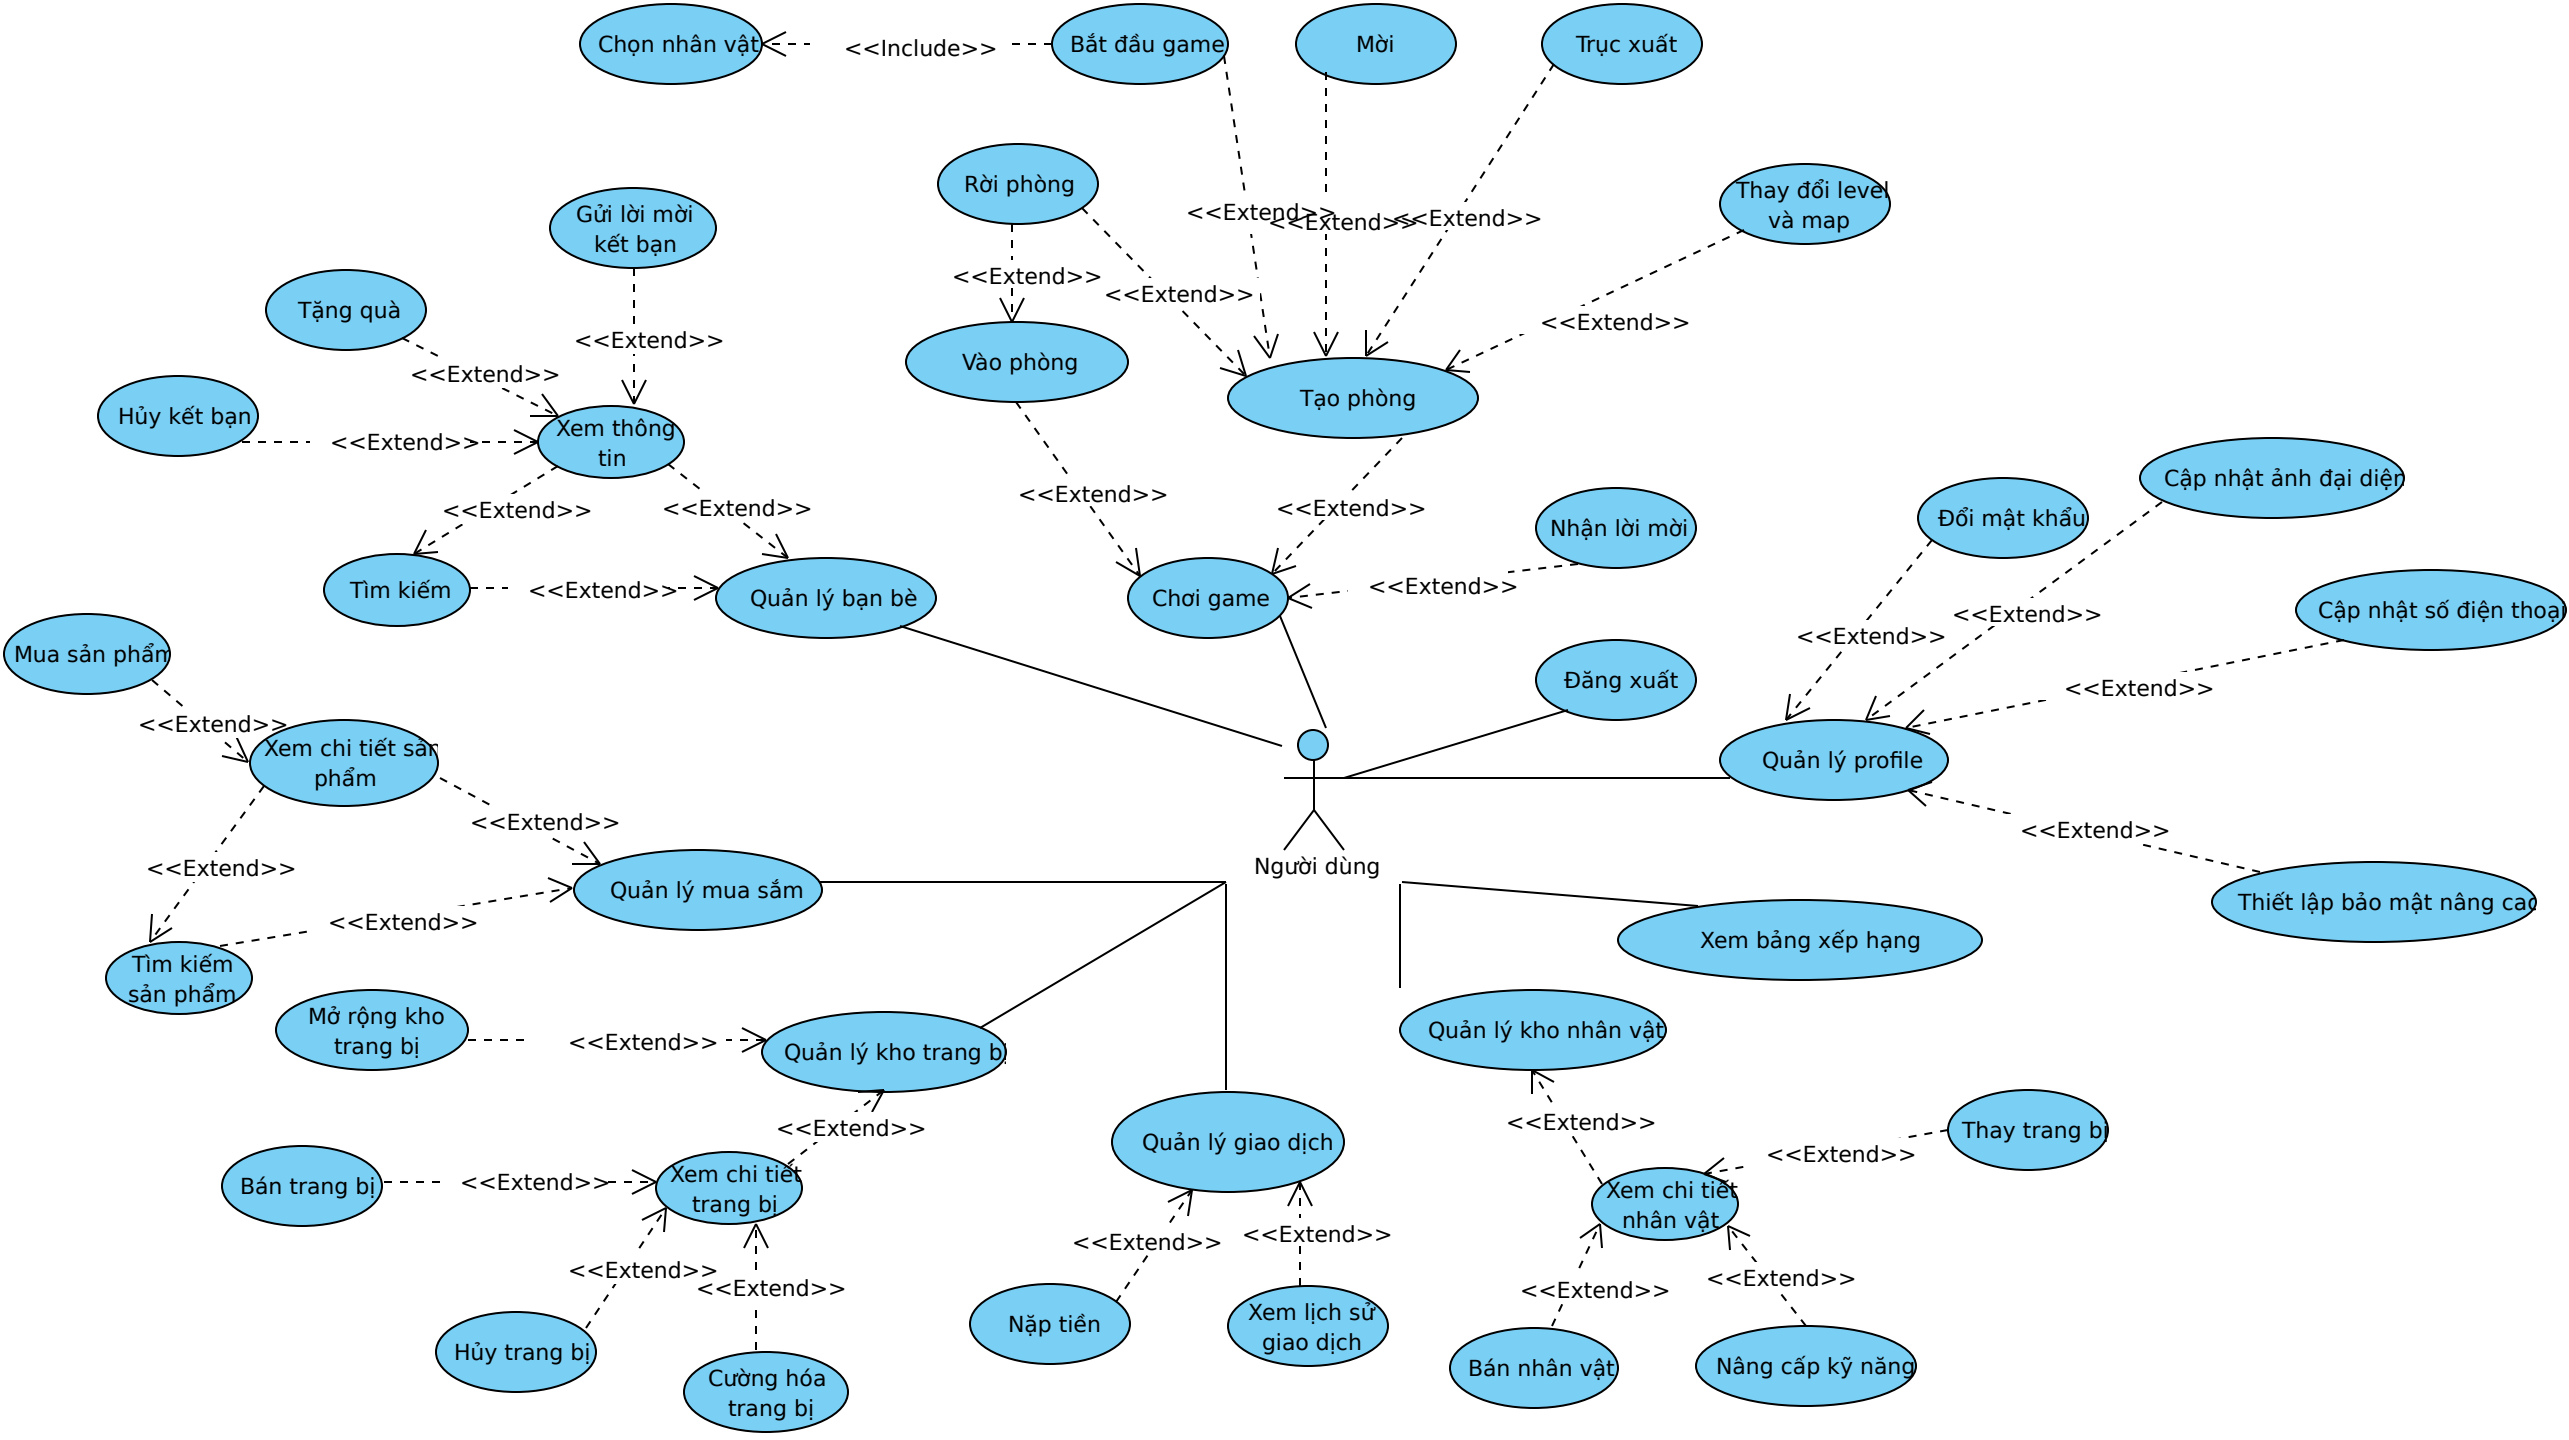 Chọn nhân vật
<<Include>>
Bắt đầu game
Mời
Trục xuất
Rời phòng
Thay đổi level
và map
Gửi lời mời
kết bạn
<<Extend>>
<<Extend>>
<<Extend>>
<<Extend>>
<<Extend>>
<<Extend>>
Tặng quà
<<Extend>>
<<Extend>>
Vào phòng
Tạo phòng
Hủy kết bạn
<<Extend>>
<<Extend>>
Xem thông
tin
<<Extend>>
<<Extend>>
<<Extend>>
<<Extend>>
Nhận lời mời
Đổi mật khẩu
Cập nhật ảnh đại diện
Tìm kiếm
<<Extend>>
Quản lý bạn bè
Chơi game
<<Extend>>
<<Extend>>
<<Extend>>
Cập nhật số điện thoại
Mua sản phẩm
<<Extend>>
Đăng xuất
<<Extend>>
Xem chi tiết sản
phẩm
Quản lý profile
<<Extend>>
<<Extend>>
<<Extend>>
Người dùng
<<Extend>>
Quản lý mua sắm
Thiết lập bảo mật nâng cao
Xem bảng xếp hạng
Tìm kiếm
sản phẩm
Mở rộng kho
trang bị
<<Extend>>
Quản lý kho trang bị
Quản lý kho nhân vật
<<Extend>>
<<Extend>>
Quản lý giao dịch
<<Extend>>
Thay trang bị
Bán trang bị
<<Extend>>
Xem chi tiết
trang bị
Xem chi tiết
nhân vật
<<Extend>>
<<Extend>>
<<Extend>>
<<Extend>>
<<Extend>>
<<Extend>>
Hủy trang bị
Cường hóa
trang bị
Nặp tiền
Xem lịch sử
giao dịch
Bán nhân vật
Nâng cấp kỹ năng